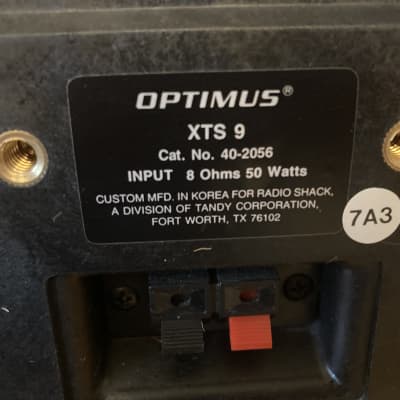 OPTIMUS®
XTS 9
Cat. No. 40-2056
INPUT 8 Ohms 50 Watts
CUSTOM MFD. IN KOREA FOR RADIO SHACK,
A DIVISION OF TANDY CORPORATION,
FORT WORTH, TX 76102
7A3